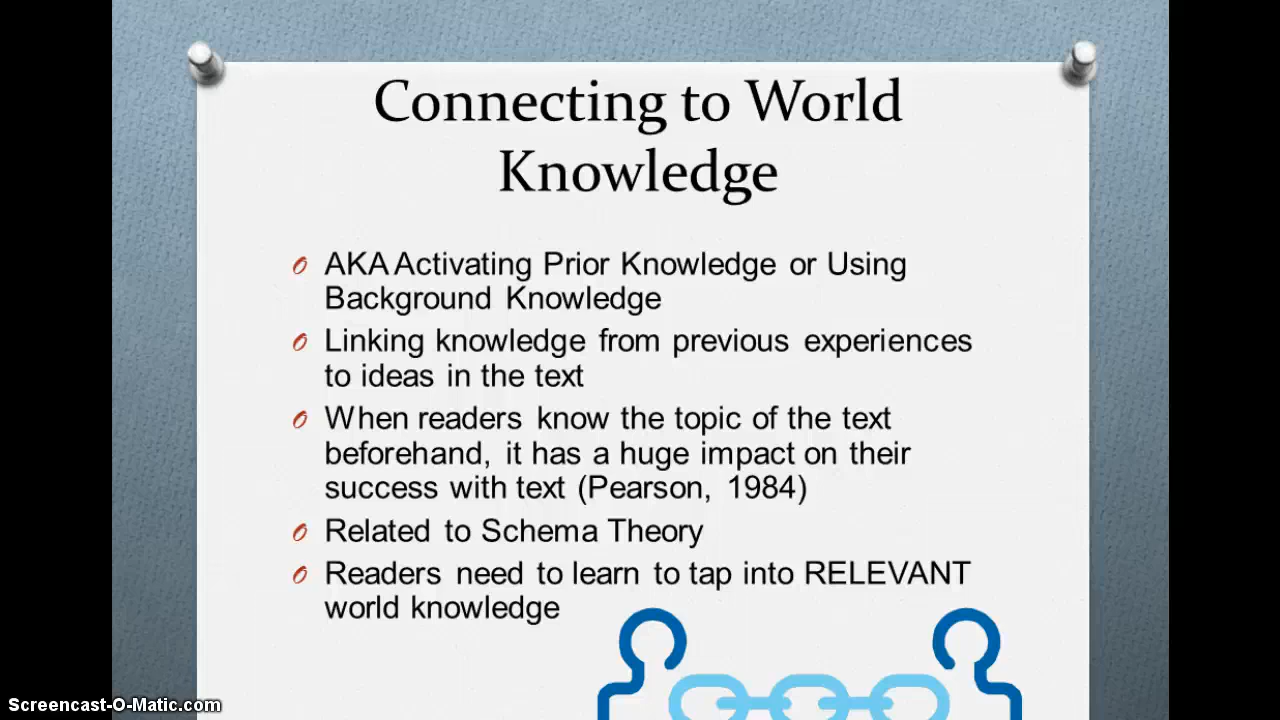 Connecting to World
Knowledge
AKA Activating Prior Knowledge or Using
Background Knowledge
Linking knowledge from previous experiences
to ideas in the text
When readers know the topic of the text
beforehand, it has a huge impact on their
success with text (Pearson, 1984)
Related to Schema Theory
Readers need to learn to tap into RELEVANT
world knowledge
Screencast-O-Matic.com